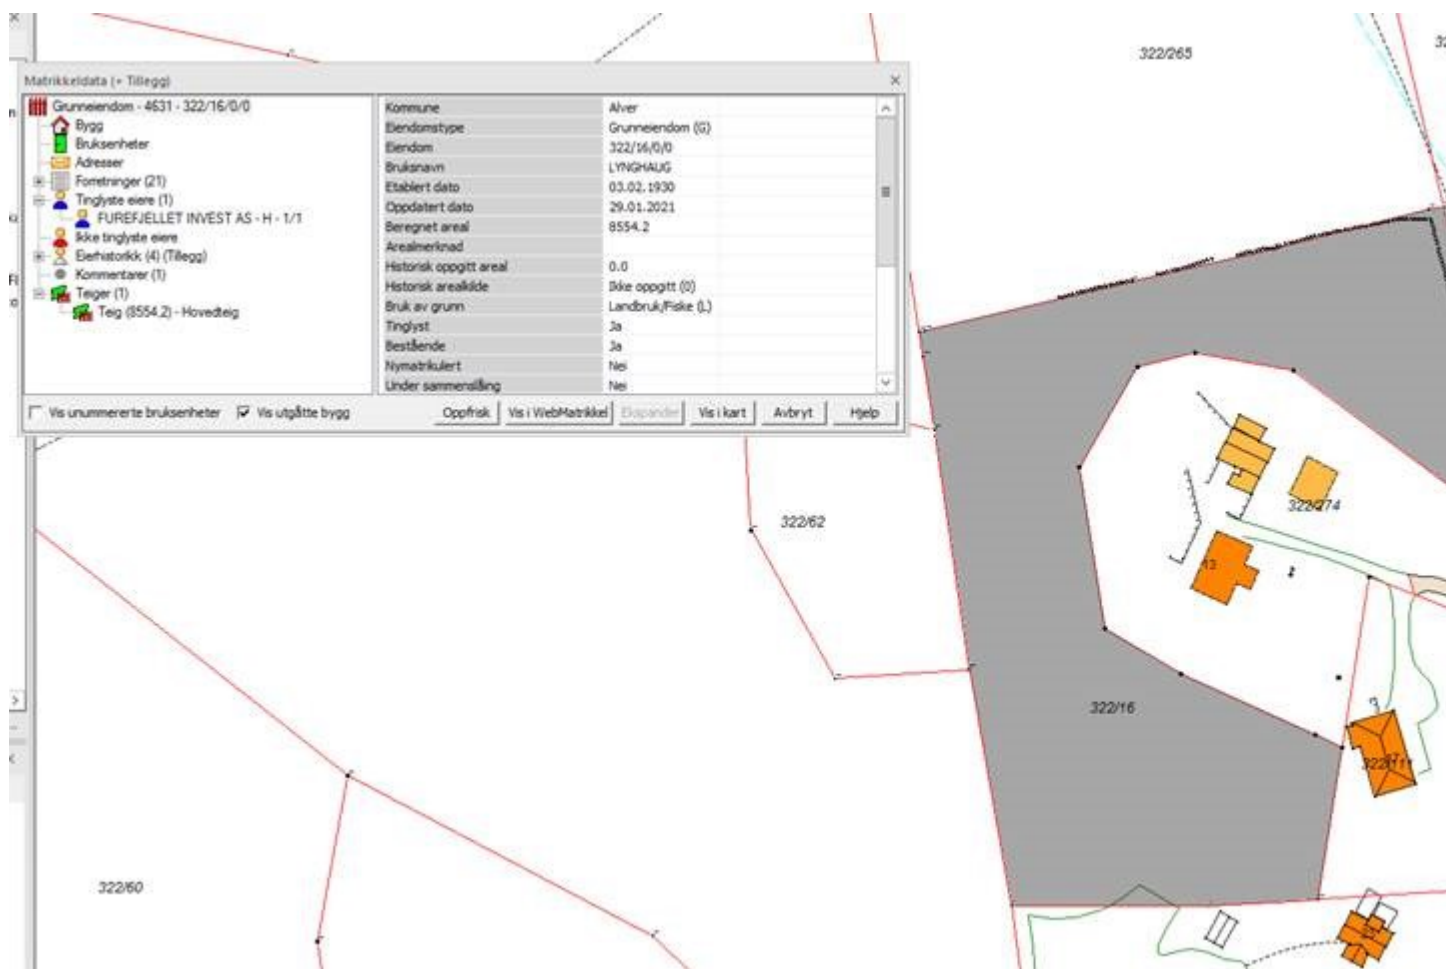 322/265
Matrikkeldata (+ Tillegg)
Grunneiendom - 4631 - 322/16/0/0
Bygg
Bruksenheter
Adresser
Forretninger (21)
Tinglyste eiere (1)
FUREFJELLET INVEST AS - H - 1/1
Ikke tinglyste eiere
Eierhistorikk (4) (Tillegg)
Kommentarer (1)
Teiger (1)
Teig (8554.2) - Hovedteig
Kommune Alver
Eiendomstype Grunneiendom (G)
Eiendom 322/16/0/0
Bruksnavn LYNGHAUG
Etablert dato 03.02.1930
Oppdatert dato 29.01.2021
Beregnet areal 8554.2
Arealmerknad
Historisk oppgitt areal 0.0
Historisk arealkilde Ikke oppgitt (0)
Bruk av grunn Landbruk/Fiske (L)
Tinglyst Ja
Bestående Ja
Nymatrikulert Nei
Under sammenslåing Nei
Vis unummererte bruksenheter Vis utgåtte bygg Oppfrisk Vis i WebMatrikkel Ekspander Vis i kart Avbryt Hjelp
322/62
322/274
13
322/16
322/111
322/60